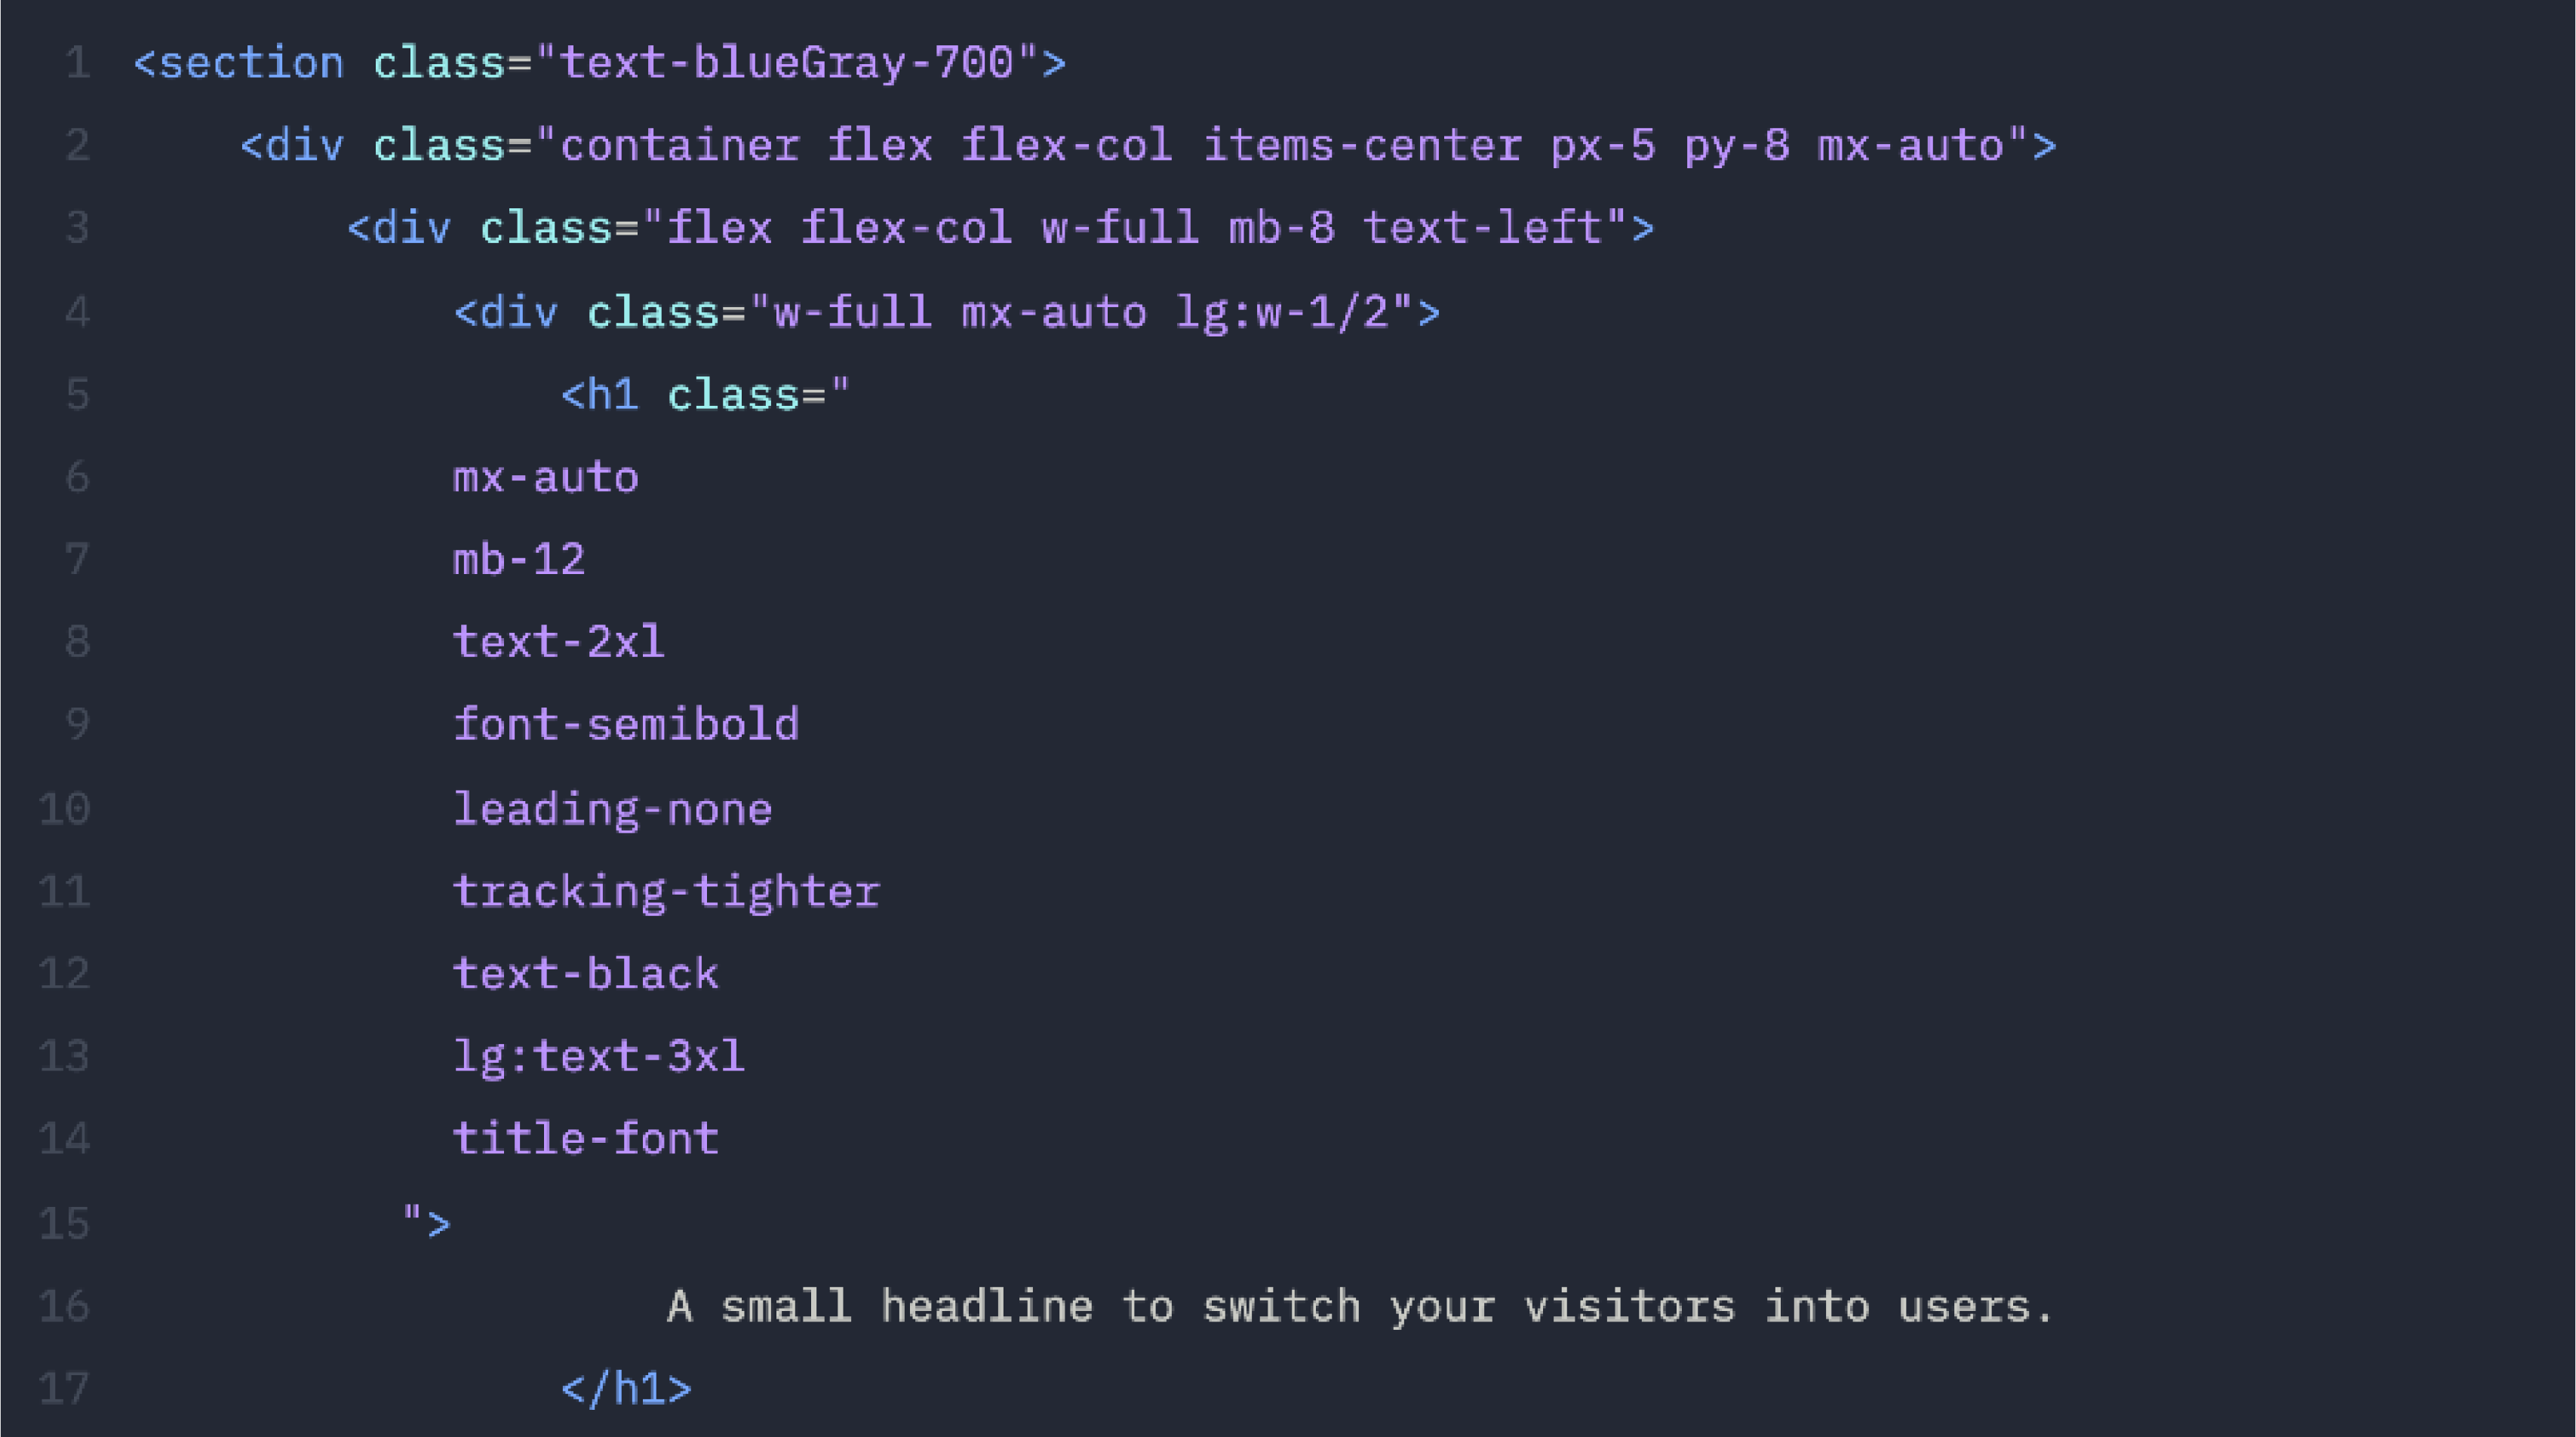 1 <section class="text-blueGray-700">
2 <div class="container flex flex-col items-center px-5 py-8 mx-auto">
3 <div class="flex flex-col w-full mb-8 text-left">
4 <div class="w-full mx-auto lg:w-1/2">
5 <h1 class="
6 mx-auto
7 mb-12
8 text-2xl
9 font-semibold
10 leading-none
11 tracking-tighter
12 text-black
13 lg:text-3xl
14 title-font
15 ">
16 A small headline to switch your visitors into users.
17 </h1>